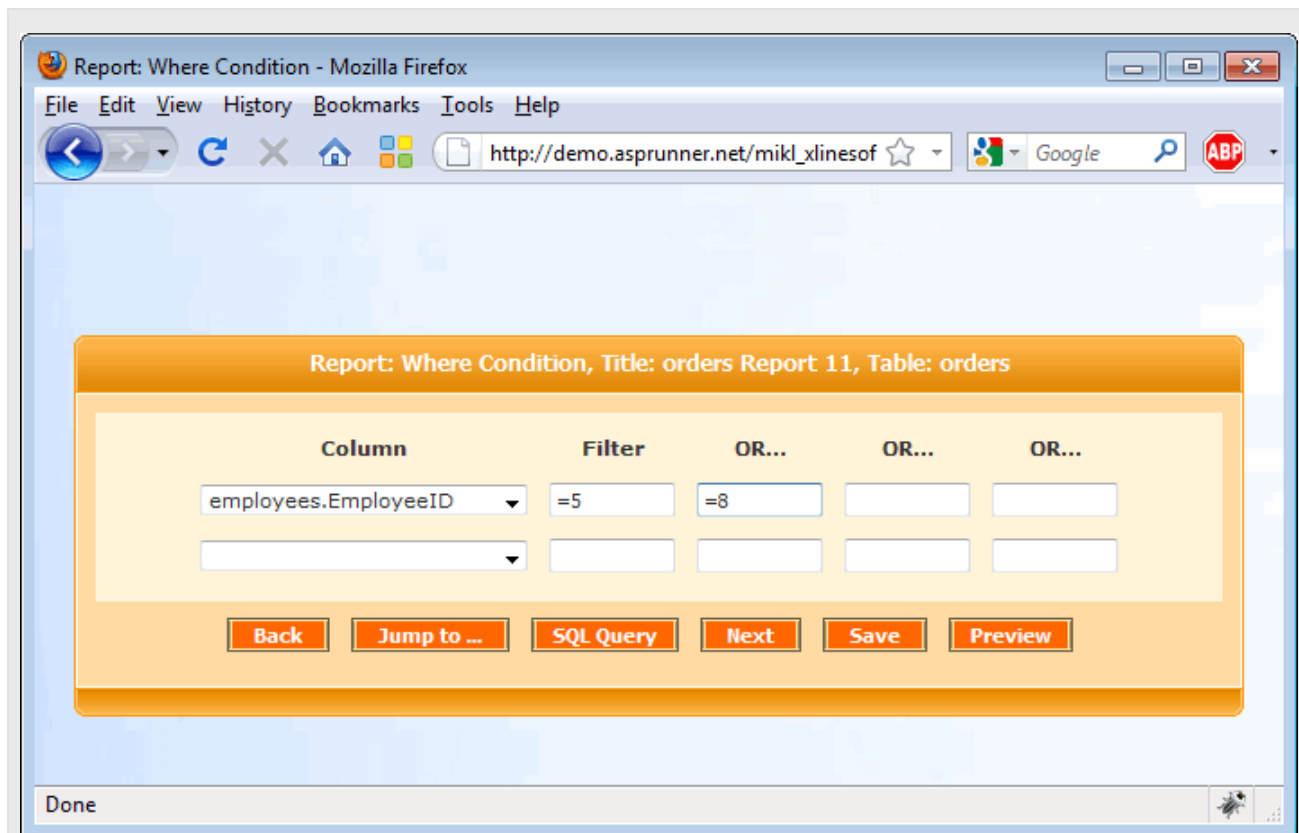 Report: Where Condition - Mozilla Firefox
File Edit View History Bookmarks Tools Help
http://demo.asprunner.net/mikl_xlinesof Google ABP
Report: Where Condition, Title: orders Report 11, Table: orders
Column Filter OR... OR... OR...
employees.EmployeeID =5 =8
Back Jump to ... SQL Query Next Save Preview
Done